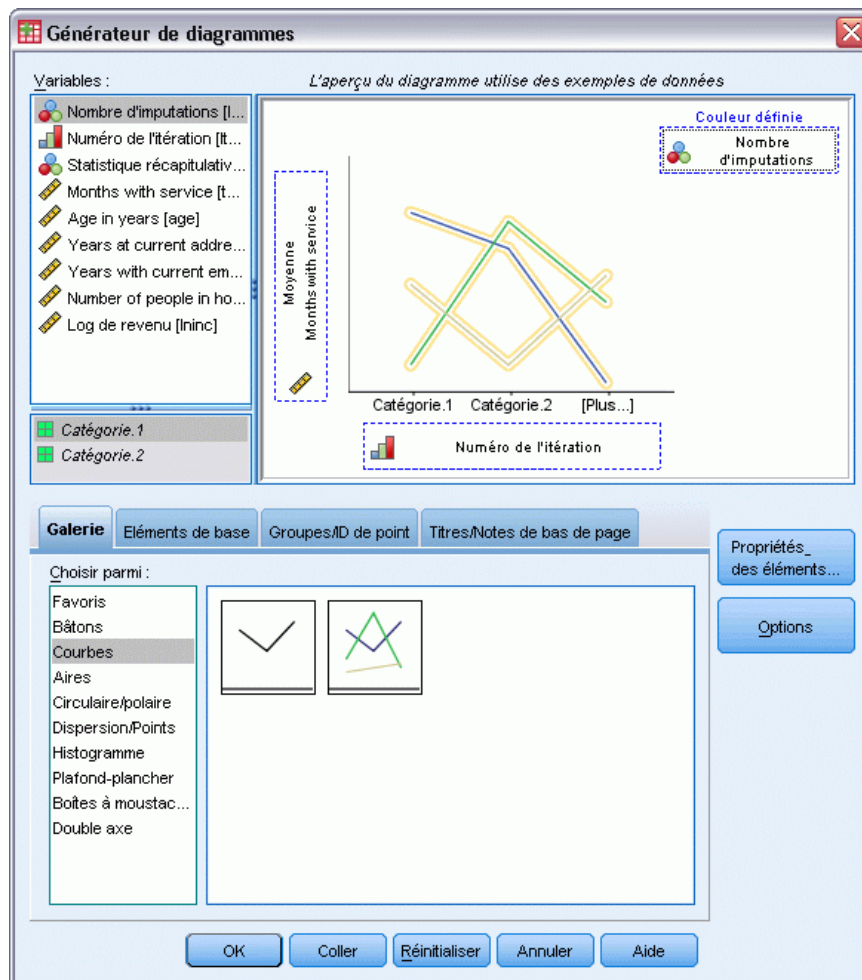 Générateur de diagrammes
Variables :
L'aperçu du diagramme utilise des exemples de données
Nombre d'imputations [I...
Numéro de l'itération [It...
Statistique récapitulativ...
Months with service [t...
Age in years [age]
Years at current addre...
Years with current em...
Number of people in ho...
Log de revenu [lninc]
Catégorie.1
Catégorie.2
Couleur définie
Nombre
d'imputations
Moyenne
Months with service
Catégorie.1 Catégorie.2 [Plus...]
Numéro de l'itération
Galerie Eléments de base Groupes/ID de point Titres/Notes de bas de page
Choisir parmi :
Favoris
Bâtons
Courbes
Aires
Circulaire/polaire
Dispersion/Points
Histogramme
Plafond-plancher
Boîtes à moustac...
Double axe
Propriétés_
des éléments...
Options
OK Coller Réinitialiser Annuler Aide